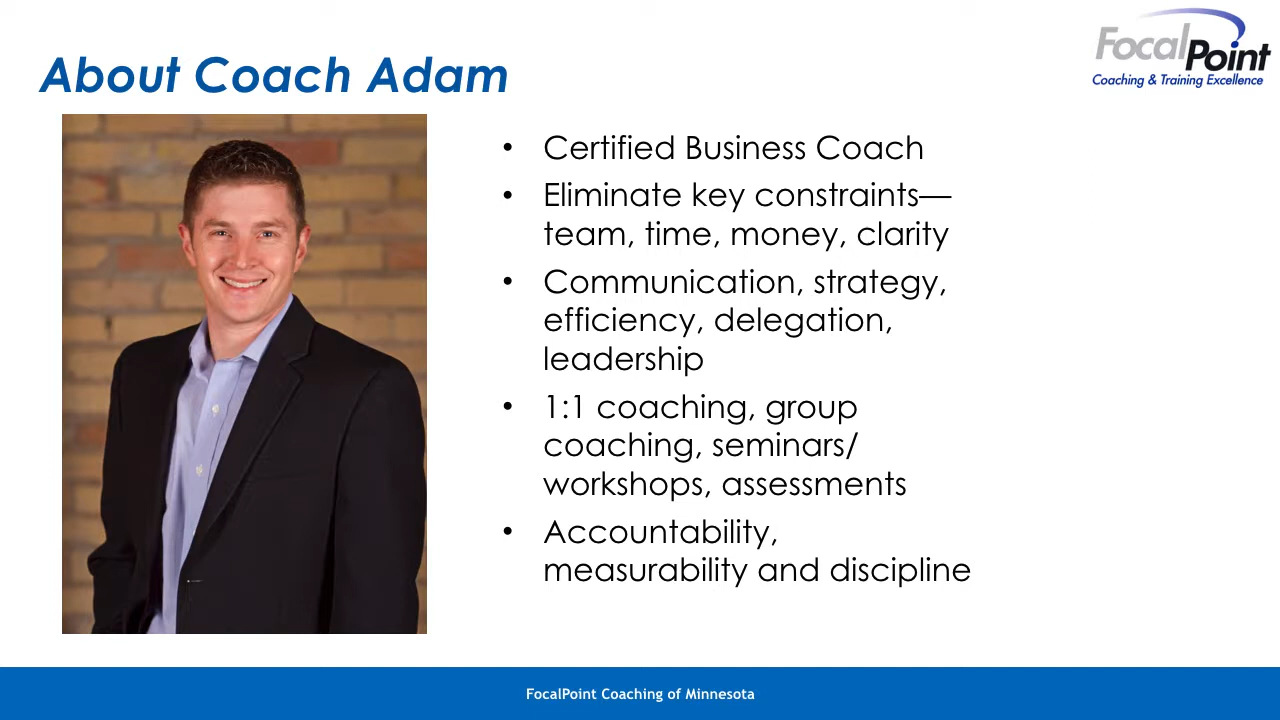 FocalPoint
Coaching & Training Excellence
About Coach Adam
• Certified Business Coach
• Eliminate key constraints—
team, time, money, clarity
• Communication, strategy,
efficiency, delegation,
leadership
• 1:1 coaching, group
coaching, seminars/
workshops, assessments
• Accountability,
measurability and discipline
FocalPoint Coaching of Minnesota